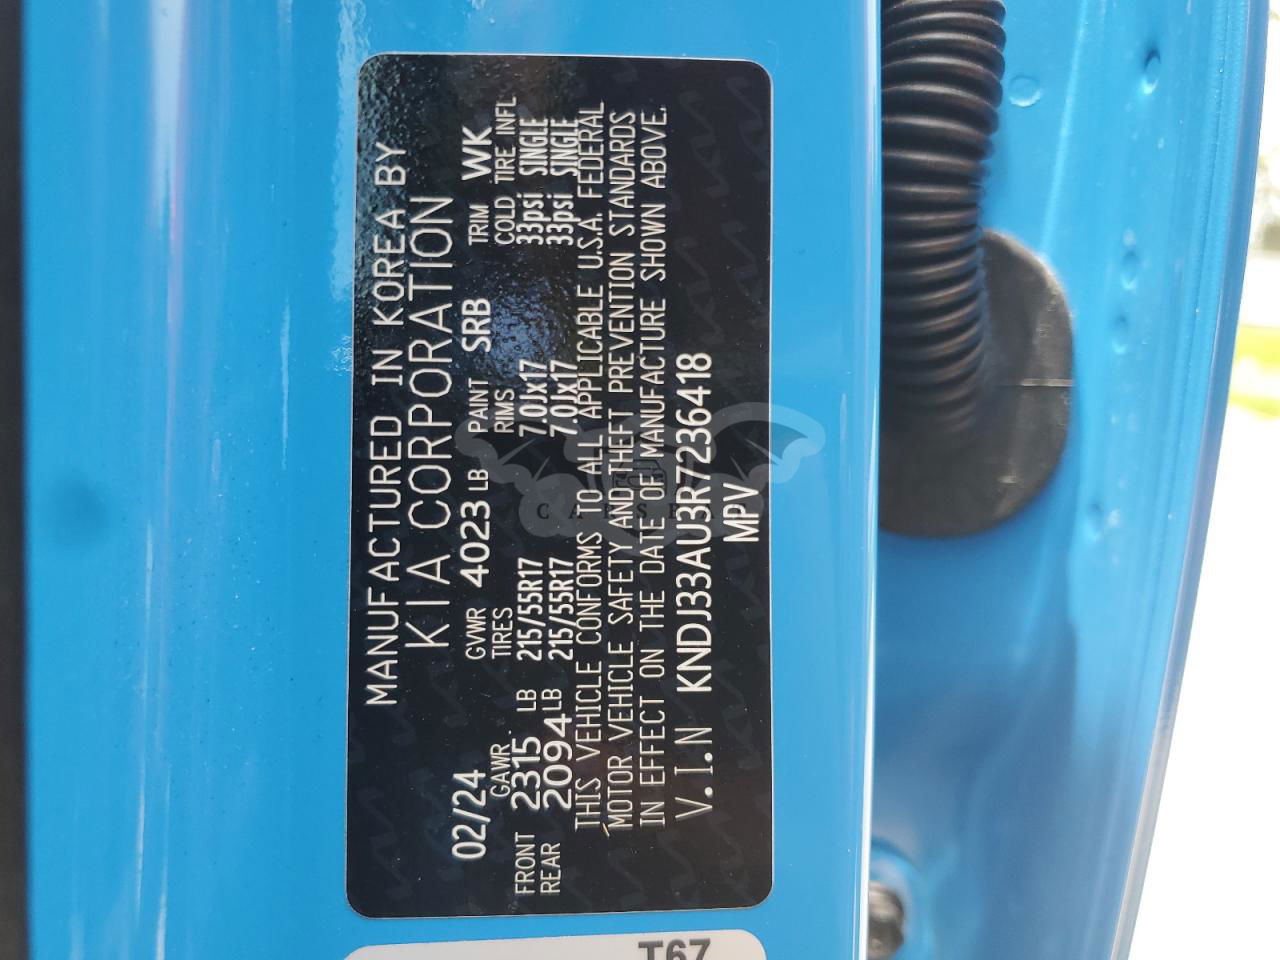 MANUFACTURED IN KOREA BY
KIA CORPORATION
02/24 GVWR 4023 LB PAINT SRB TRIM WK
GAWR TIRES RIMS COLD TIRE INFL
FRONT 2315 LB 215/55R17 7.0Jx17 33psi SINGLE
REAR 2094 LB 215/55R17 7.0Jx17 33psi SINGLE
THIS VEHICLE CONFORMS TO ALL APPLICABLE U.S.A. FEDERAL
MOTOR VEHICLE SAFETY AND THEFT PREVENTION STANDARDS
IN EFFECT ON THE DATE OF MANUFACTURE SHOWN ABOVE.
V.I.N KNDJ33AU3R7236418
MPV
T67